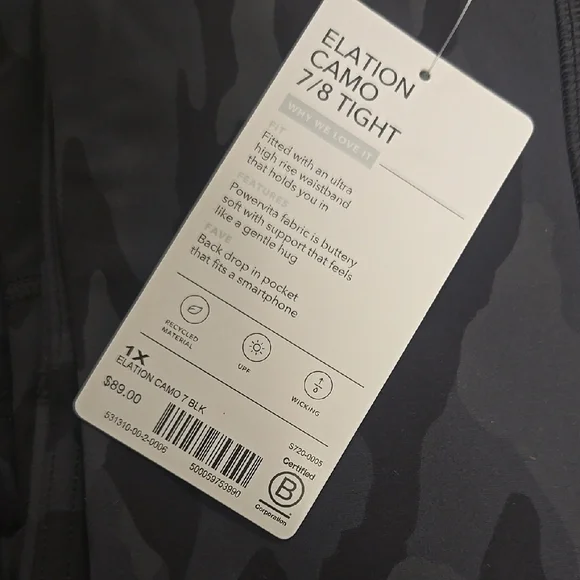 ELATION
CAMO
7/8 TIGHT
WHY WE LOVE IT
FIT
Fitted with an ultra
high rise waistband
that holds you in
FEATURES
Powervita fabric is buttery
soft with support that feels
like a gentle hug
FAVE
Back drop in pocket
that fits a smartphone
RECYCLED
MATERIAL
UPF
WICKING
1X
ELATION CAMO 7 BLK
$89.00
531310-00-2-0006
500059753990
S720-0005
Certified
B
Corporation